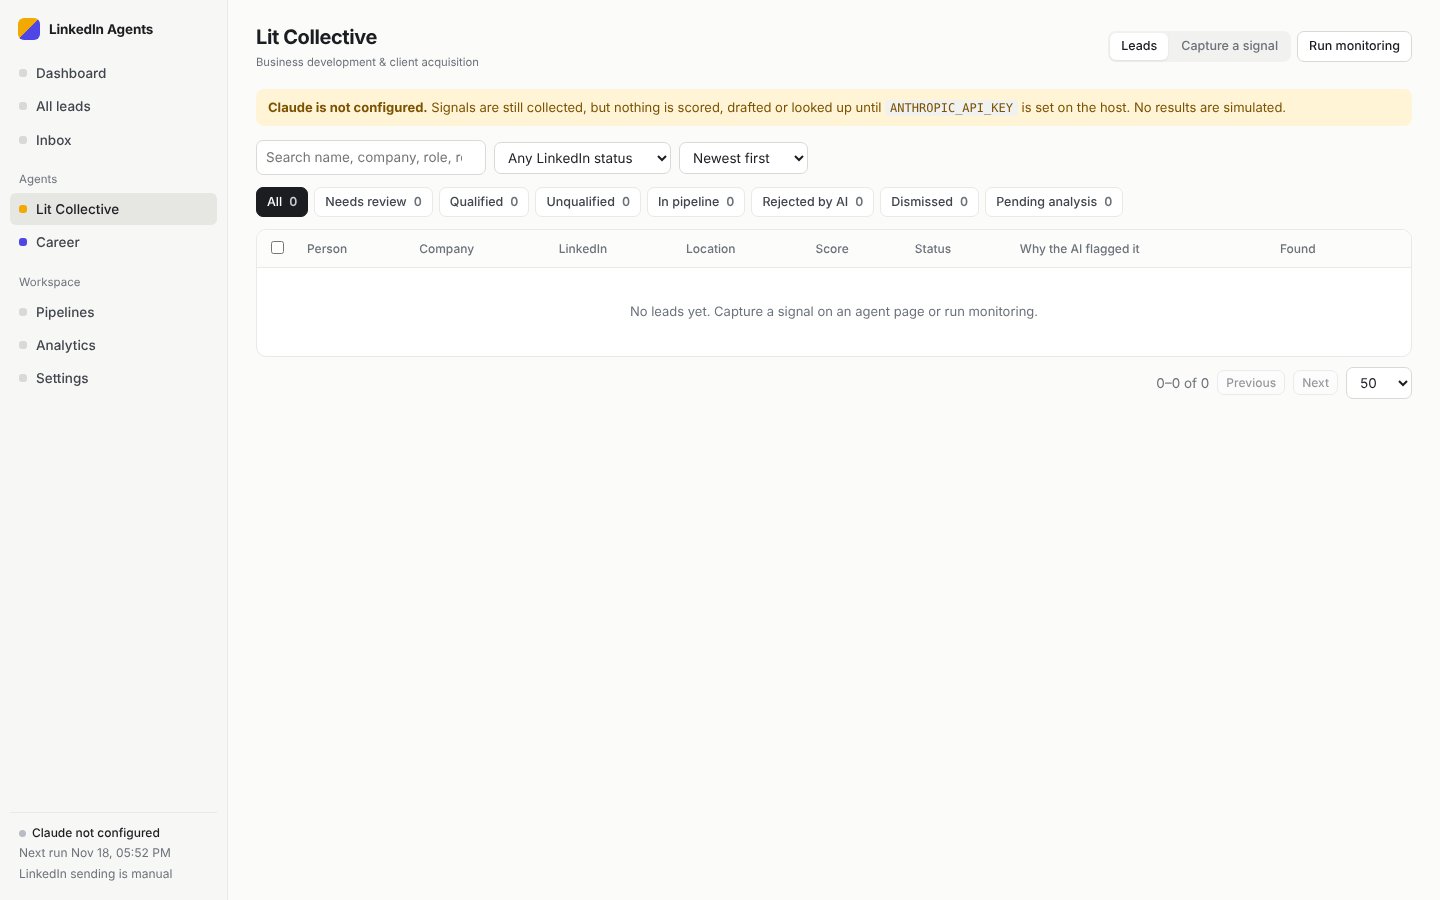 LinkedIn Agents
Dashboard
All leads
Inbox
Agents
Lit Collective
Career
Workspace
Pipelines
Analytics
Settings
Claude not configured
Next run Nov 18, 05:52 PM
LinkedIn sending is manual
Lit Collective
Business development & client acquisition
Leads Capture a signal Run monitoring
Claude is not configured. Signals are still collected, but nothing is scored, drafted or looked up until ANTHROPIC_API_KEY is set on the host. No results are simulated.
Search name, company, role, r Any LinkedIn status Newest first
All 0 Needs review 0 Qualified 0 Unqualified 0 In pipeline 0 Rejected by AI 0 Dismissed 0 Pending analysis 0
Person Company LinkedIn Location Score Status Why the AI flagged it Found
No leads yet. Capture a signal on an agent page or run monitoring.
0–0 of 0 Previous Next 50